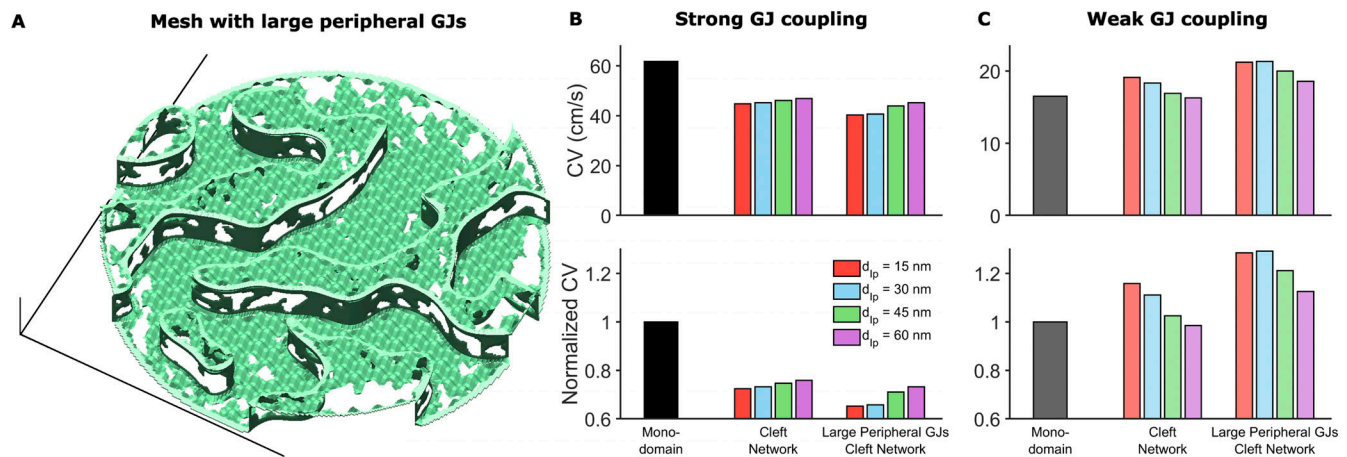 A
Mesh with large peripheral GJs
B
Strong GJ coupling
CV (cm/s)
60
40
20
0
Normalized CV
1.2
1
0.8
0.6
d_lp = 15 nm
d_lp = 30 nm
d_lp = 45 nm
d_lp = 60 nm
Mono-
domain
Cleft
Network
Large Peripheral GJs
Cleft Network
C
Weak GJ coupling
20
10
0
1.2
1
0.8
0.6
Mono-
domain
Cleft
Network
Large Peripheral GJs
Cleft Network